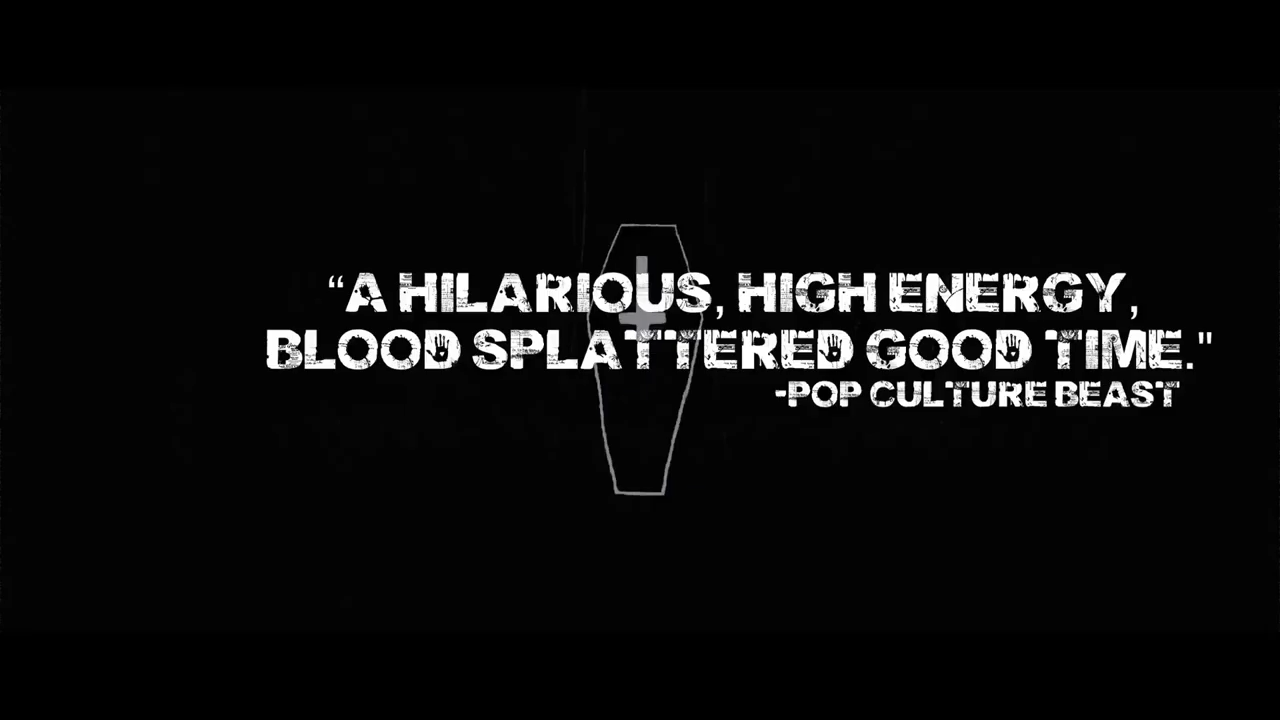 “A HILARIOUS, HIGH ENERGY,
BLOOD SPLATTERED GOOD TIME."
-POP CULTURE BEAST